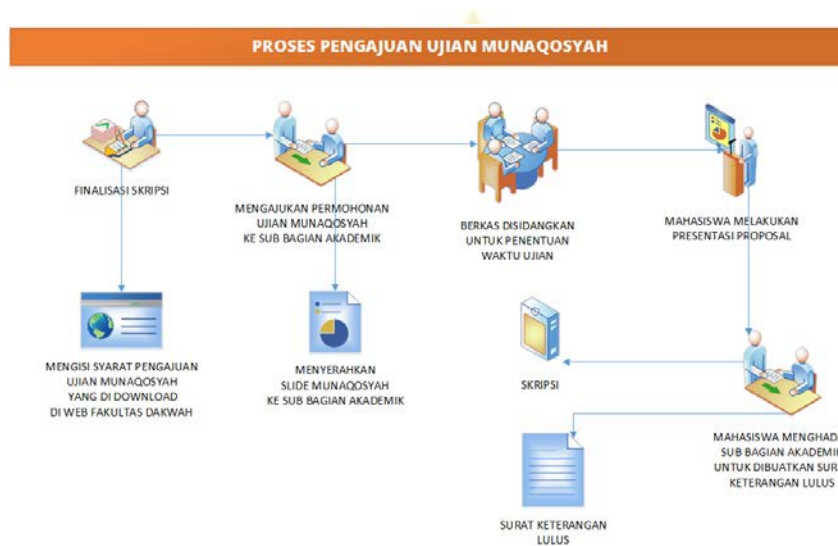 PROSES PENGAJUAN UJIAN MUNAQOSYAH
FINALISASI SKRIPSI
MENGAJUKAN PERMOHONAN
UJIAN MUNAQOSYAH
KE SUB BAGIAN AKADEMIK
BERKAS DISIDANGKAN
UNTUK PENENTUAN
WAKTU UJIAN
MAHASISWA MELAKUKAN
PRESENTASI PROPOSAL
MENGISI SYARAT PENGAJUAN
UJIAN MUNAQOSYAH
YANG DI DOWNLOAD
DI WEB FAKULTAS DAKWAH
MENYERAHKAN
SLIDE MUNAQOSYAH
KE SUB BAGIAN AKADEMIK
SKRIPSI
MAHASISWA
SUB BAGIAN
UNTUK DIBUATKAN
KETERANGAN LULUS
SURAT KETERANGAN
LULUS